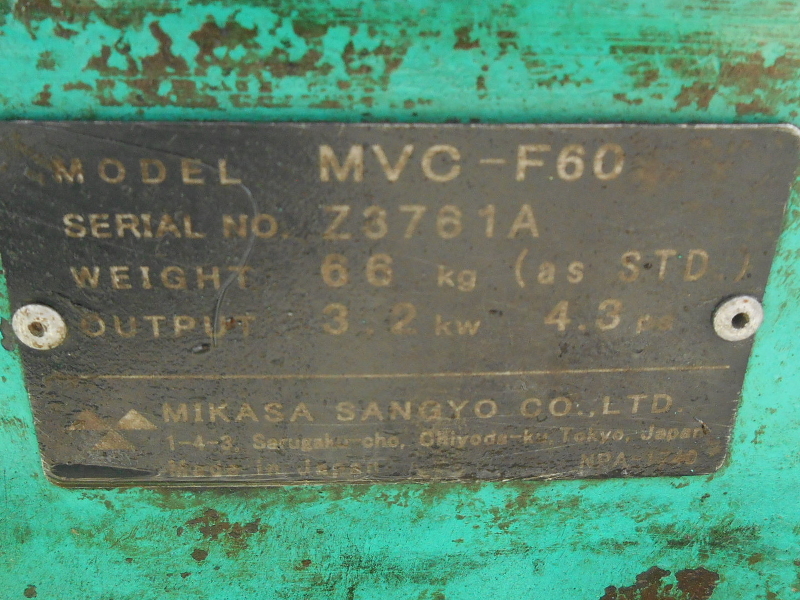 MODEL MVC-F60
SERIAL NO. Z3761A
WEIGHT 66 kg (as STD.)
OUTPUT 3.2 kw 4.3 ps
MIKASA SANGYO CO.,LTD.
1-4-3, Sarugaku-cho, Chiyoda-ku, Tokyo, Japan
Made in Japan NPA